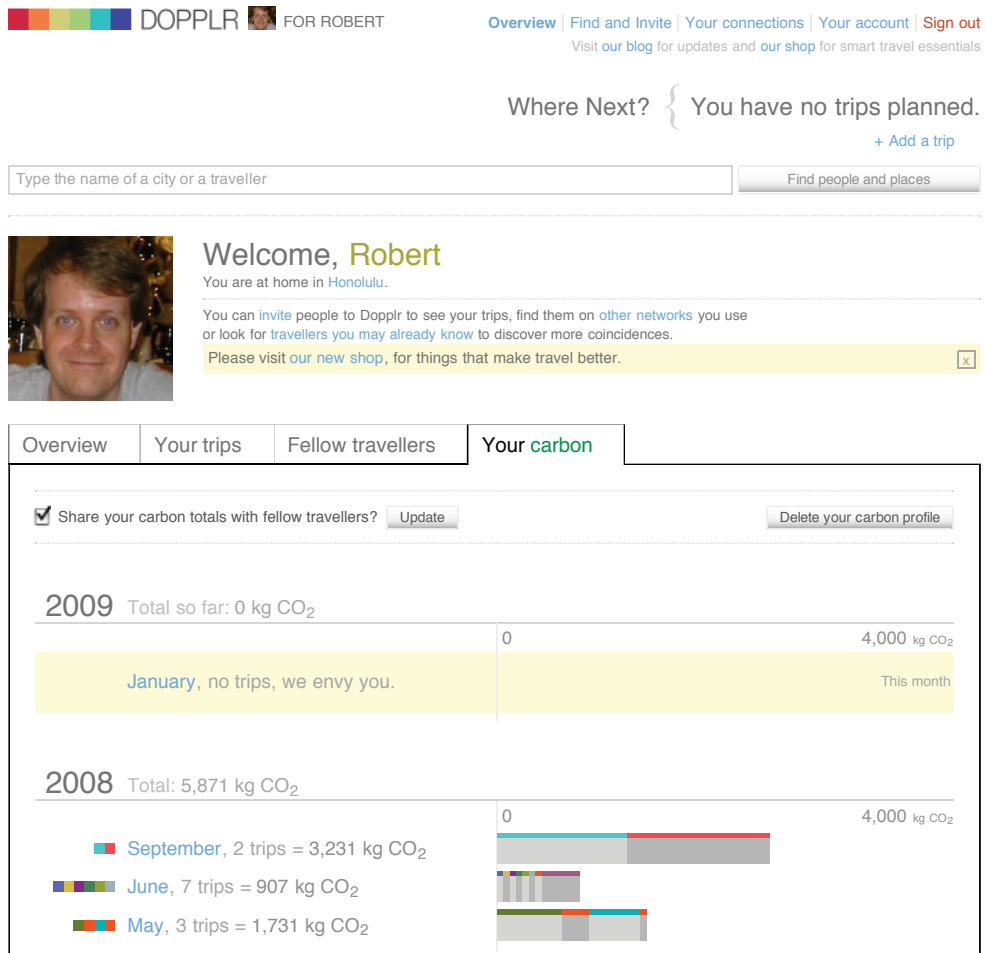 DOPPLR FOR ROBERT
Overview | Find and Invite | Your connections | Your account | Sign out
Visit our blog for updates and our shop for smart travel essentials
Where Next? { You have no trips planned.
+ Add a trip
Type the name of a city or a traveller
Find people and places
Welcome, Robert
You are at home in Honolulu.
You can invite people to Dopplr to see your trips, find them on other networks you use
or look for travellers you may already know to discover more coincidences.
Please visit our new shop, for things that make travel better.
x
Overview
Your trips
Fellow travellers
Your carbon
Share your carbon totals with fellow travellers?
Update
Delete your carbon profile
2009 Total so far: 0 kg CO2
0 4,000 kg CO2
January, no trips, we envy you.
This month
2008 Total: 5,871 kg CO2
0 4,000 kg CO2
September, 2 trips = 3,231 kg CO2
June, 7 trips = 907 kg CO2
May, 3 trips = 1,731 kg CO2